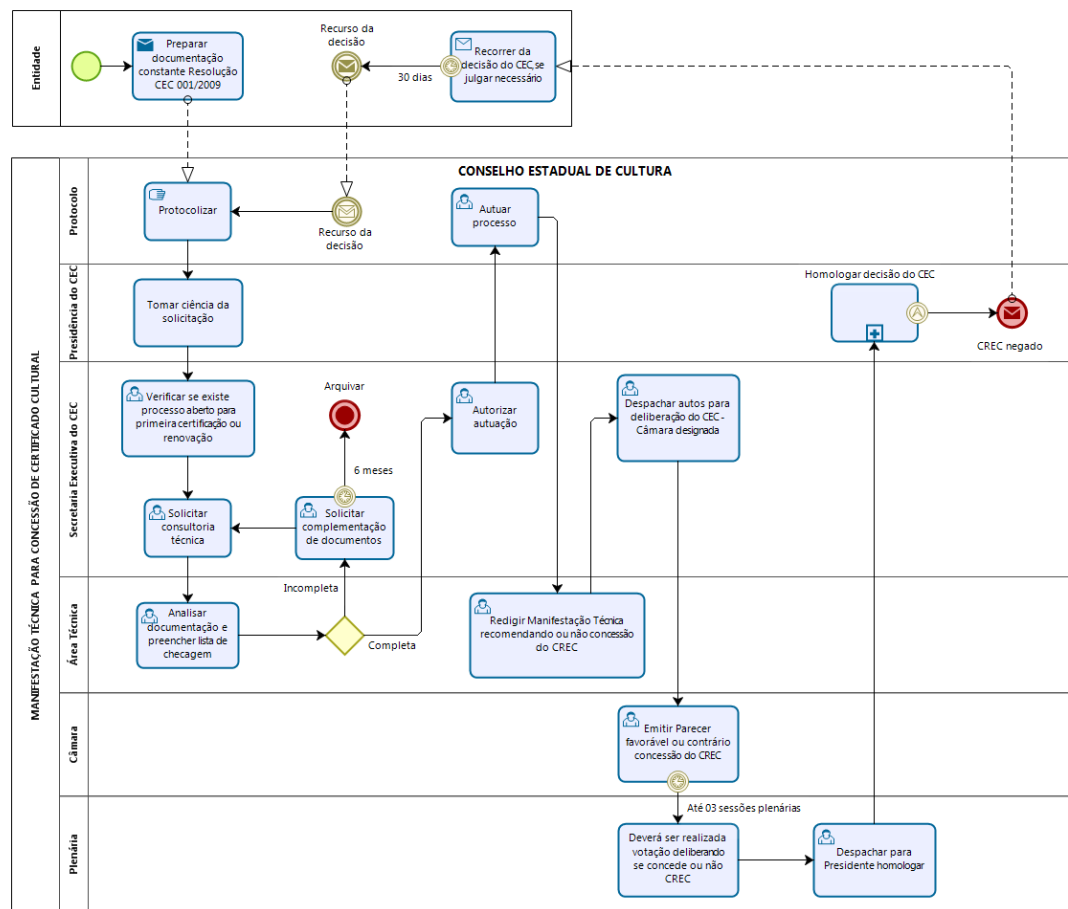 Entidade
Preparar
documentação
constante Resolução
CEC 001/2009
Recurso da
decisão
30 dias
Recorrer da
decisão do CEC, se
julgar necessário
MANIFESTAÇÃO TÉCNICA PARA CONCESSÃO DE CERTIFICADO CULTURAL
CONSELHO ESTADUAL DE CULTURA
Protocolo
Protocolizar
Recurso da
decisão
Autuar
processo
Presidência do CEC
Tomar ciência da
solicitação
Homologar decisão do CEC
CREC negado
Secretaria Executiva do CEC
Verificar se existe
processo aberto para
primeira certificação ou
renovação
Arquivar
6 meses
Autorizar
autuação
Despachar autos para
deliberação do CEC -
Câmara designada
Solicitar
consultoria
técnica
Solicitar
complementação
de documentos
Incompleta
Área Técnica
Analisar
documentação e
preencher lista de
checagem
Completa
Redigir Manifestação Técnica
recomendando ou não concessão
do CREC
Câmara
Emitir Parecer
favorável ou contrário
concessão do CREC
Até 03 sessões plenárias
Plenária
Deverá ser realizada
votação deliberando
se concede ou não
CREC
Despachar para
Presidente homologar